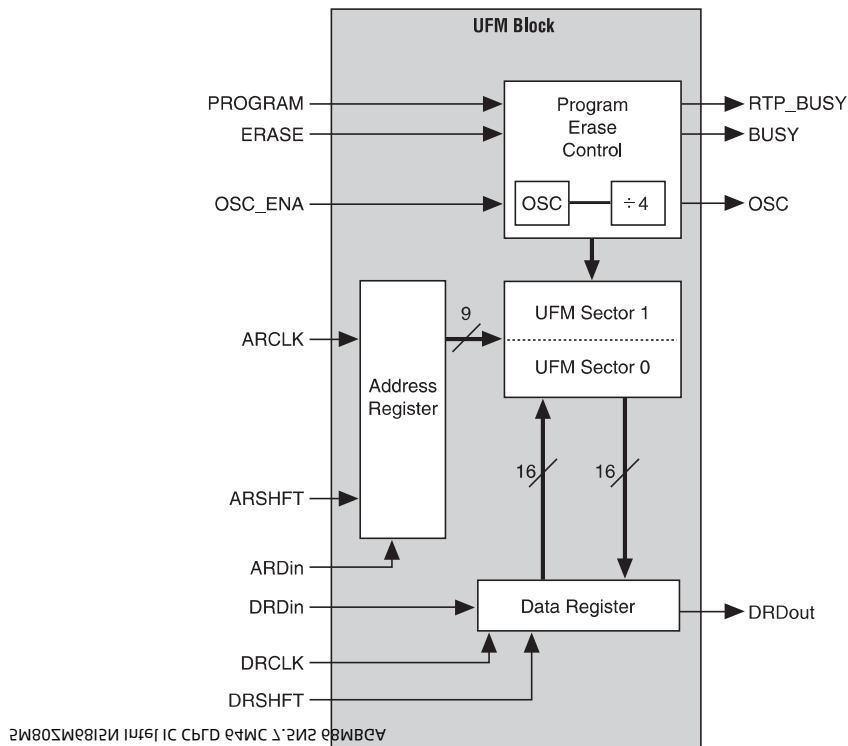 UFM Block
PROGRAM
ERASE
OSC_ENA
Program
Erase
Control
OSC
÷4
RTP_BUSY
BUSY
OSC
9
UFM Sector 1
UFM Sector 0
ARCLK
Address
Register
ARSHFT
16
16
ARDin
DRDin
Data Register
DRDout
DRCLK
DRSHFT
5M80ZM68I5N Intel IC CPLD 64MC 7.5NS 68MBGA